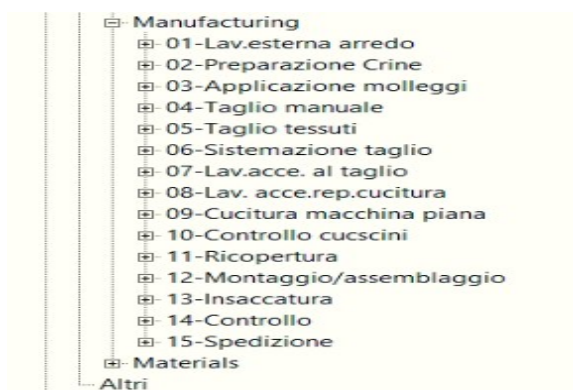 Manufacturing
01-Lav.esterna arredo
02-Preparazione Crine
03-Applicazione molleggi
04-Taglio manuale
05-Taglio tessuti
06-Sistemazione taglio
07-Lav.acce. al taglio
08-Lav. acce.rep.cucitura
09-Cucitura macchina piana
10-Controllo cucscini
11-Ricopertura
12-Montaggio/assemblaggio
13-Insaccatura
14-Controllo
15-Spedizione
Materials
Altri